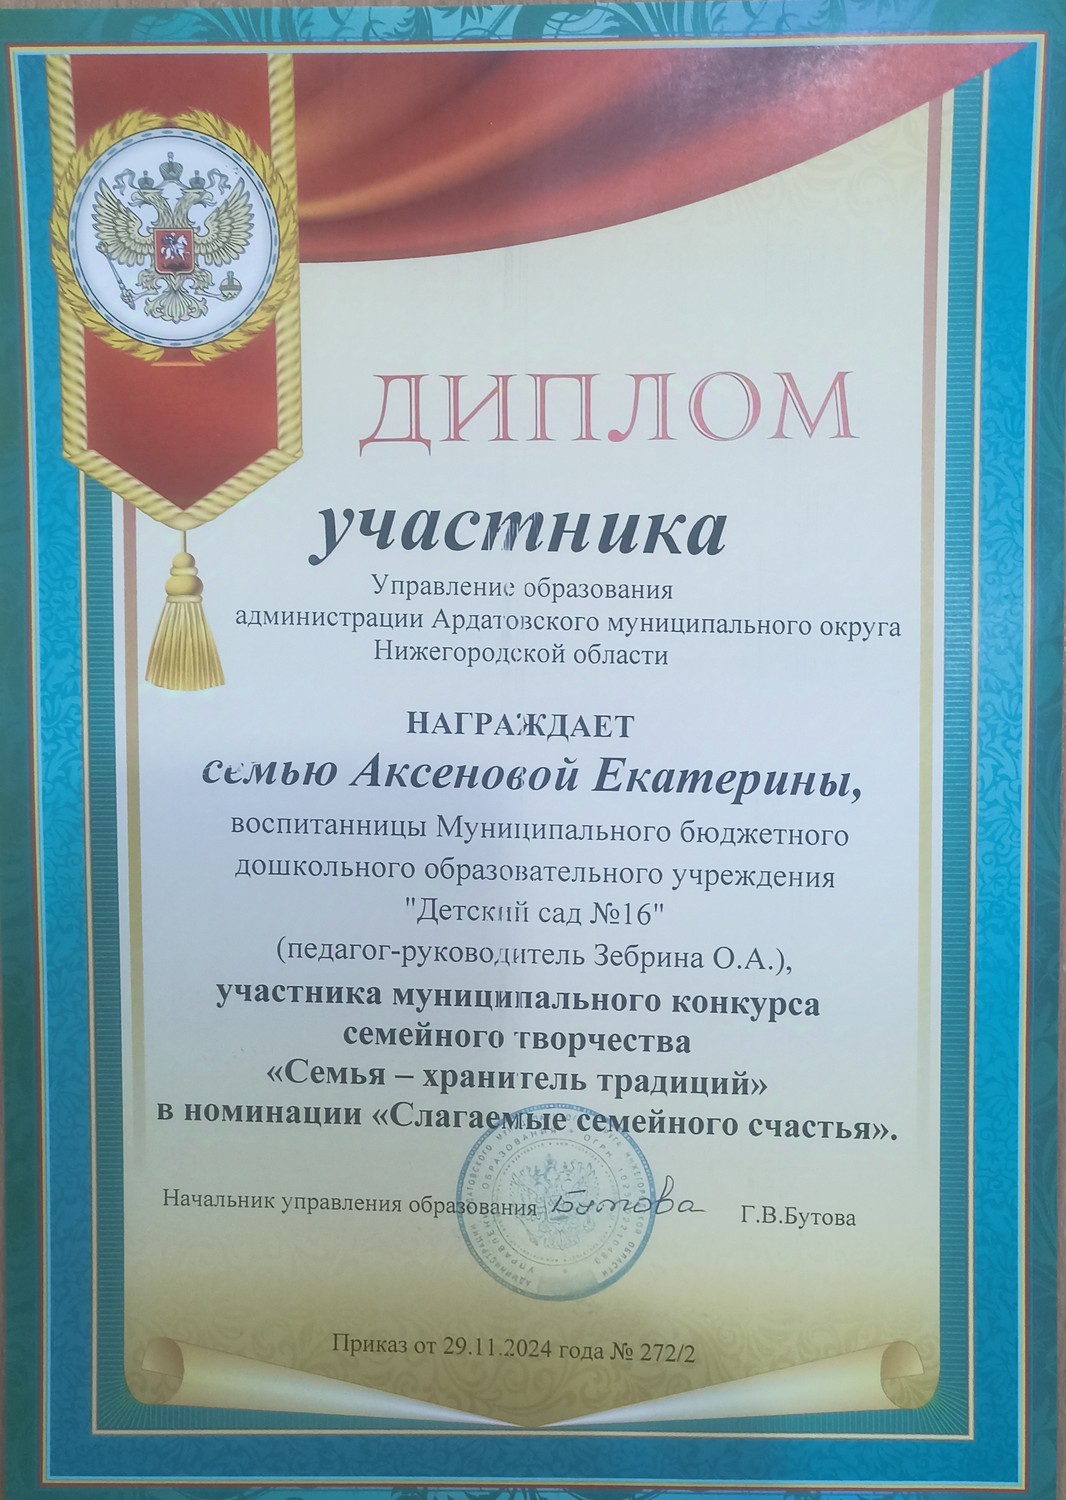 ДИПЛОМ
участника
Управление образования
администрации Ардатовского муниципального округа
Нижегородской области
НАГРАЖДАЕТ
семью Аксеновой Екатерины,
воспитанницы Муниципального бюджетного
дошкольного образовательного учреждения
"Детский сад №16"
(педагог-руководитель Зебрина О.А.),
участника муниципального конкурса
семейного творчества
«Семья – хранитель традиций»
в номинации «Слагаемые семейного счастья».
Начальник управления образования Бутова Г.В.Бутова
Приказ от 29.11.2024 года № 272/2